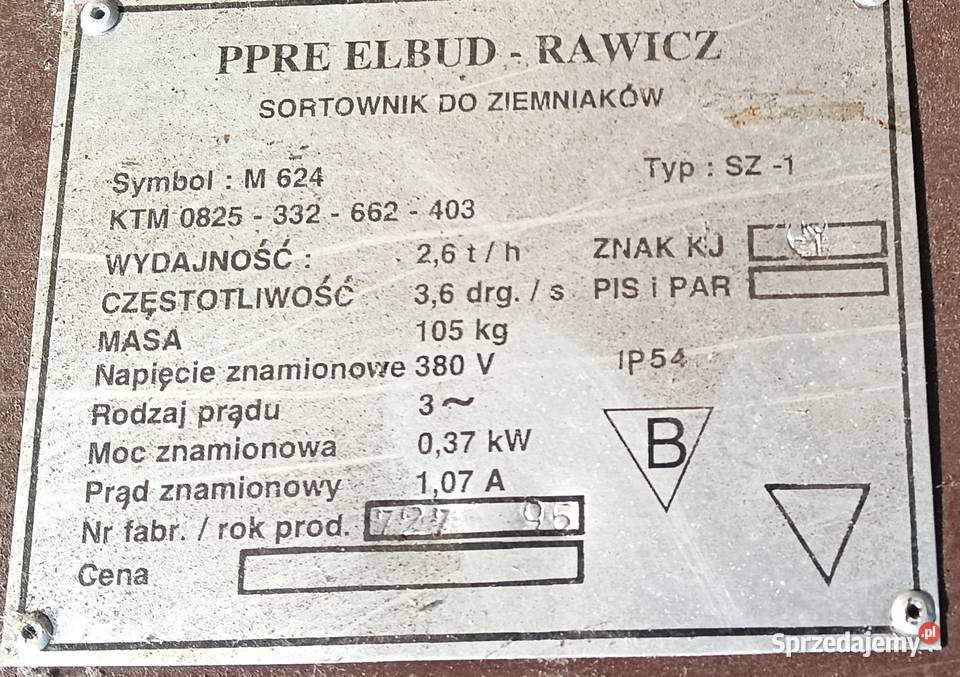 PPRE ELBUD - RAWICZ
SORTOWNIK DO ZIEMNIAKÓW
Symbol : M 624 Typ : SZ -1
KTM 0825 - 332 - 662 - 403
WYDAJNOŚĆ : 2,6 t / h ZNAK KJ
CZĘSTOTLIWOŚĆ 3,6 drg. / s PIS i PAR
MASA 105 kg
Napięcie znamionowe 380 V IP54
Rodzaj prądu 3 ~
Moc znamionowa 0,37 kW B
Prąd znamionowy 1,07 A
Nr fabr. / rok prod. 727 95
Cena
Sprzedajemy.pl